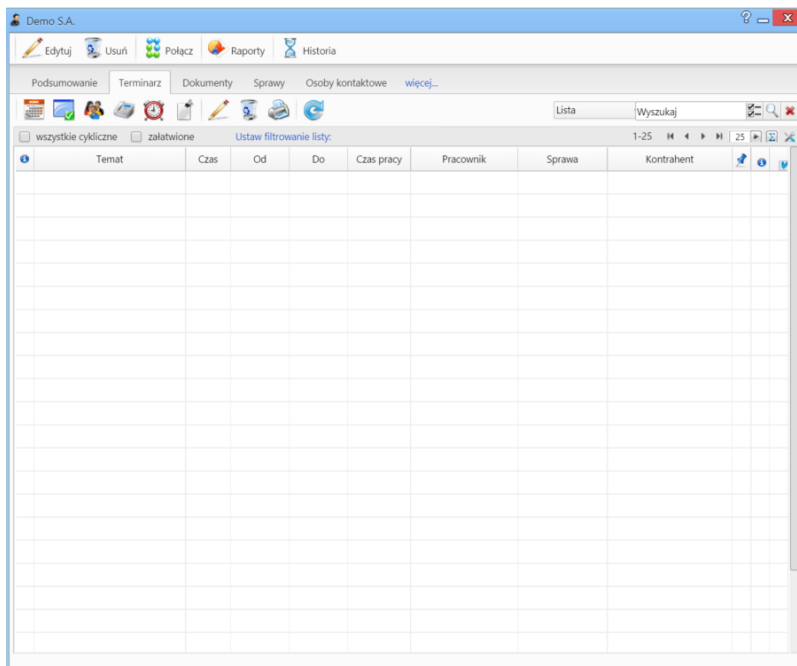 Demo S.A.
Edytuj Usuń Połącz Raporty Historia
Podsumowanie Terminarz Dokumenty Sprawy Osoby kontaktowe więcej...
Lista Wyszukaj
wszystkie cykliczne załatwione Ustaw filtrowanie listy: 1-25 25
Temat Czas Od Do Czas pracy Pracownik Sprawa Kontrahent